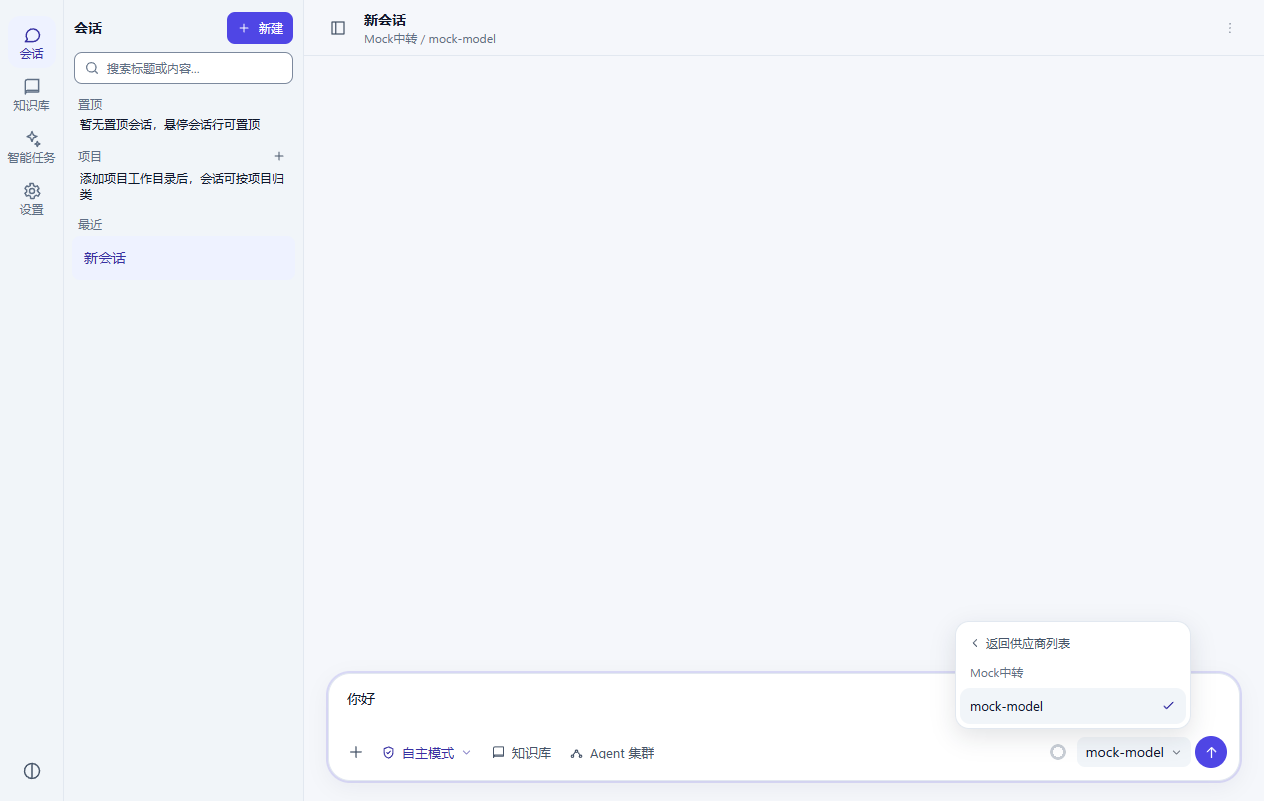 会话
知识库
智能任务
设置
会话
新建
搜索标题或内容...
置顶
暂无置顶会话，悬停会话行可置顶
项目
添加项目工作目录后，会话可按项目归
类
最近
新会话
新会话
Mock中转 / mock-model
返回供应商列表
Mock中转
mock-model
你好
自主模式
知识库
Agent 集群
mock-model